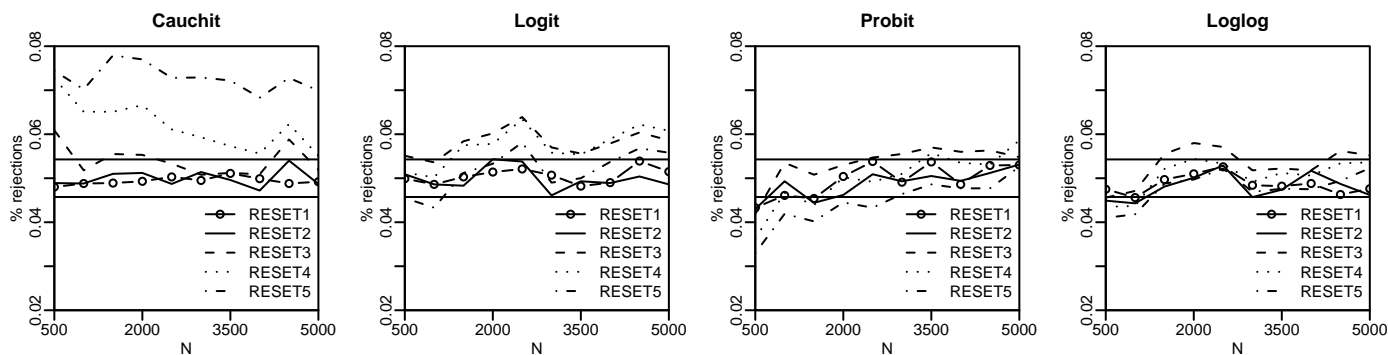 Cauchit
% rejections
0.08
0.06
0.04
0.02
RESET1
RESET2
RESET3
RESET4
RESET5
500
2000
3500
5000
N
Logit
% rejections
0.08
0.06
0.04
0.02
RESET1
RESET2
RESET3
RESET4
RESET5
500
2000
3500
5000
N
Probit
% rejections
0.08
0.06
0.04
0.02
RESET1
RESET2
RESET3
RESET4
RESET5
500
2000
3500
5000
N
Loglog
% rejections
0.08
0.06
0.04
0.02
RESET1
RESET2
RESET3
RESET4
RESET5
500
2000
3500
5000
N